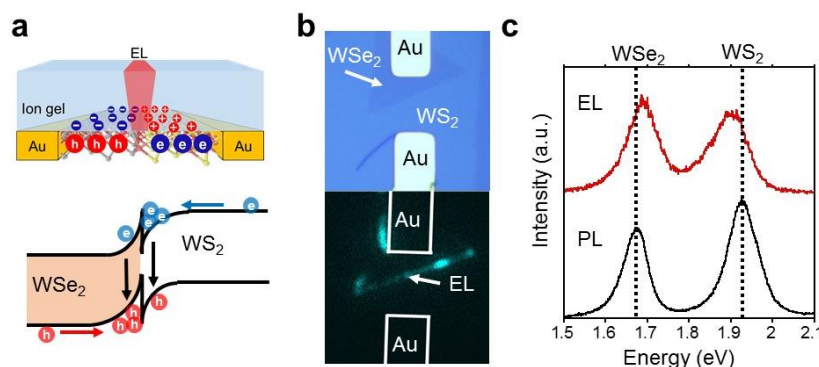 a
EL
Ion gel
− − − + + + + +
− − − + + +
Au h h h e e e Au
e
e e e e
WS₂
WSe₂
h
h h
h h
h
b
Au
WSe₂
WS₂
Au
Au
EL
Au
c
WSe₂ WS₂
EL
PL
Intensity (a.u.)
1.5 1.6 1.7 1.8 1.9 2 2.1
Energy (eV)